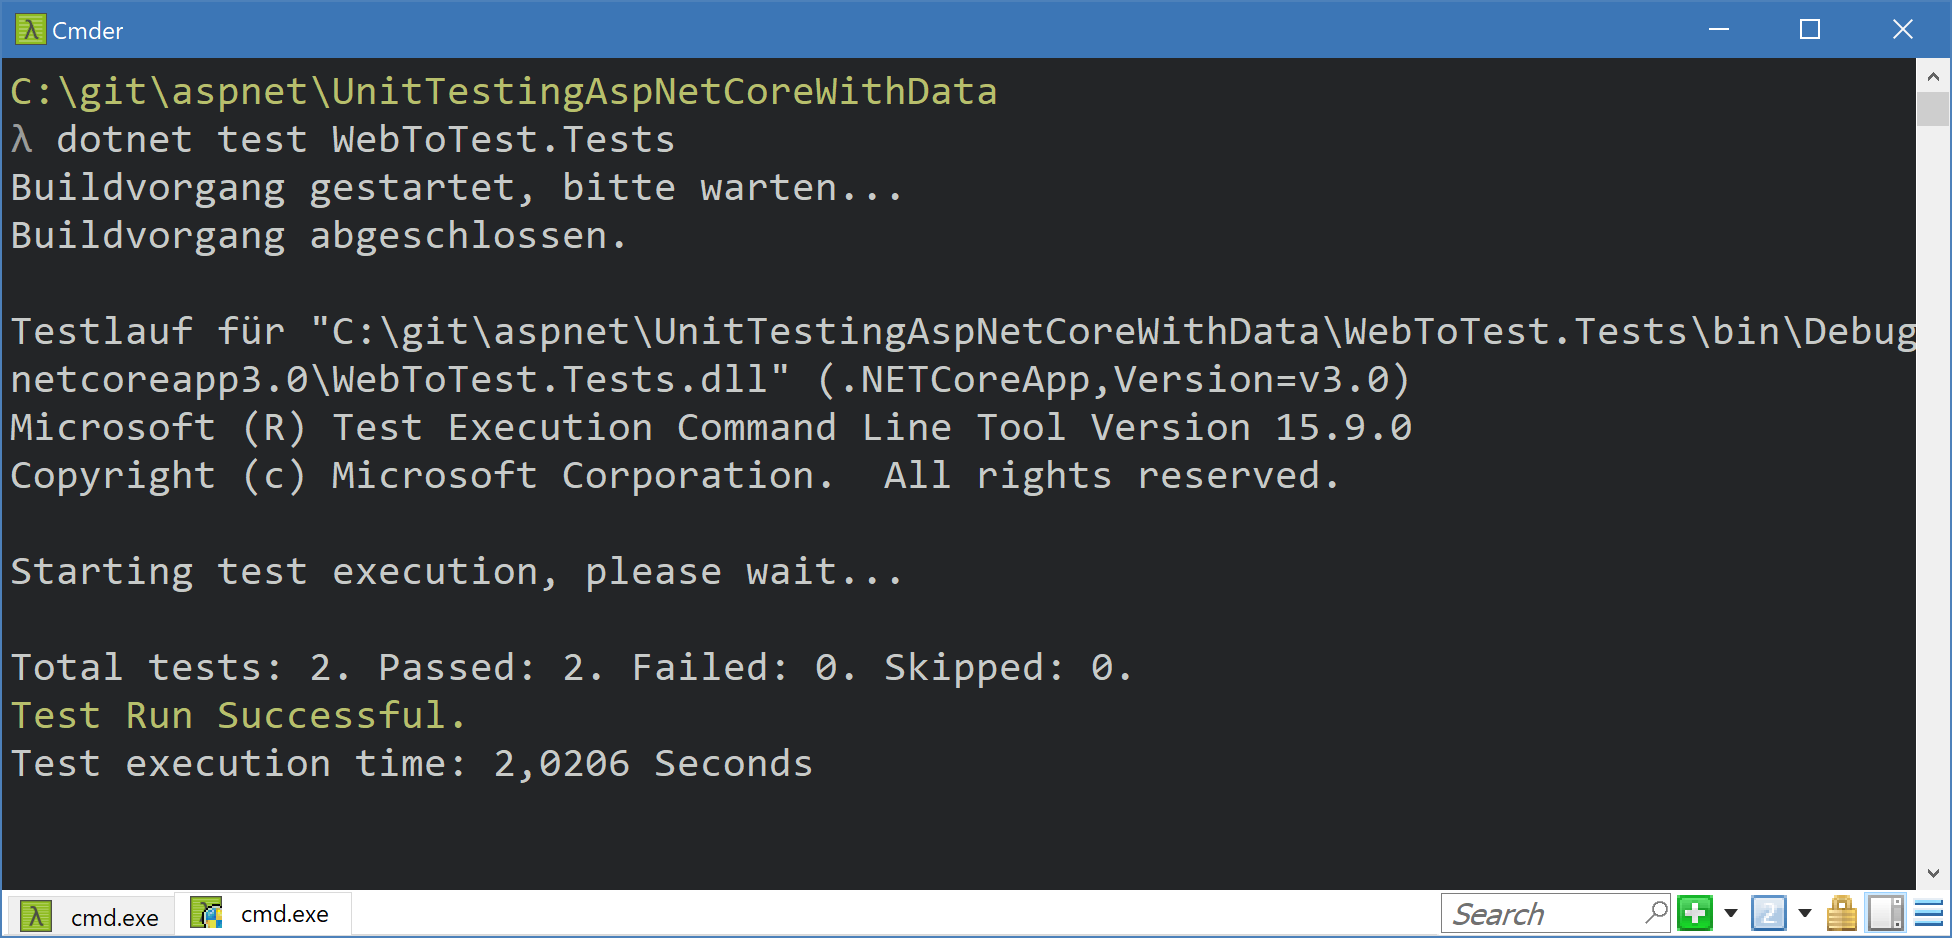 Cmder
C:\git\aspnet\UnitTestingAspNetCoreWithData
λ dotnet test WebToTest.Tests
Buildvorgang gestartet, bitte warten...
Buildvorgang abgeschlossen.
Testlauf für "C:\git\aspnet\UnitTestingAspNetCoreWithData\WebToTest.Tests\bin\Debug
netcoreapp3.0\WebToTest.Tests.dll" (.NETCoreApp,Version=v3.0)
Microsoft (R) Test Execution Command Line Tool Version 15.9.0
Copyright (c) Microsoft Corporation.  All rights reserved.
Starting test execution, please wait...
Total tests: 2. Passed: 2. Failed: 0. Skipped: 0.
Test Run Successful.
Test execution time: 2,0206 Seconds
cmd.exe cmd.exe Search 2